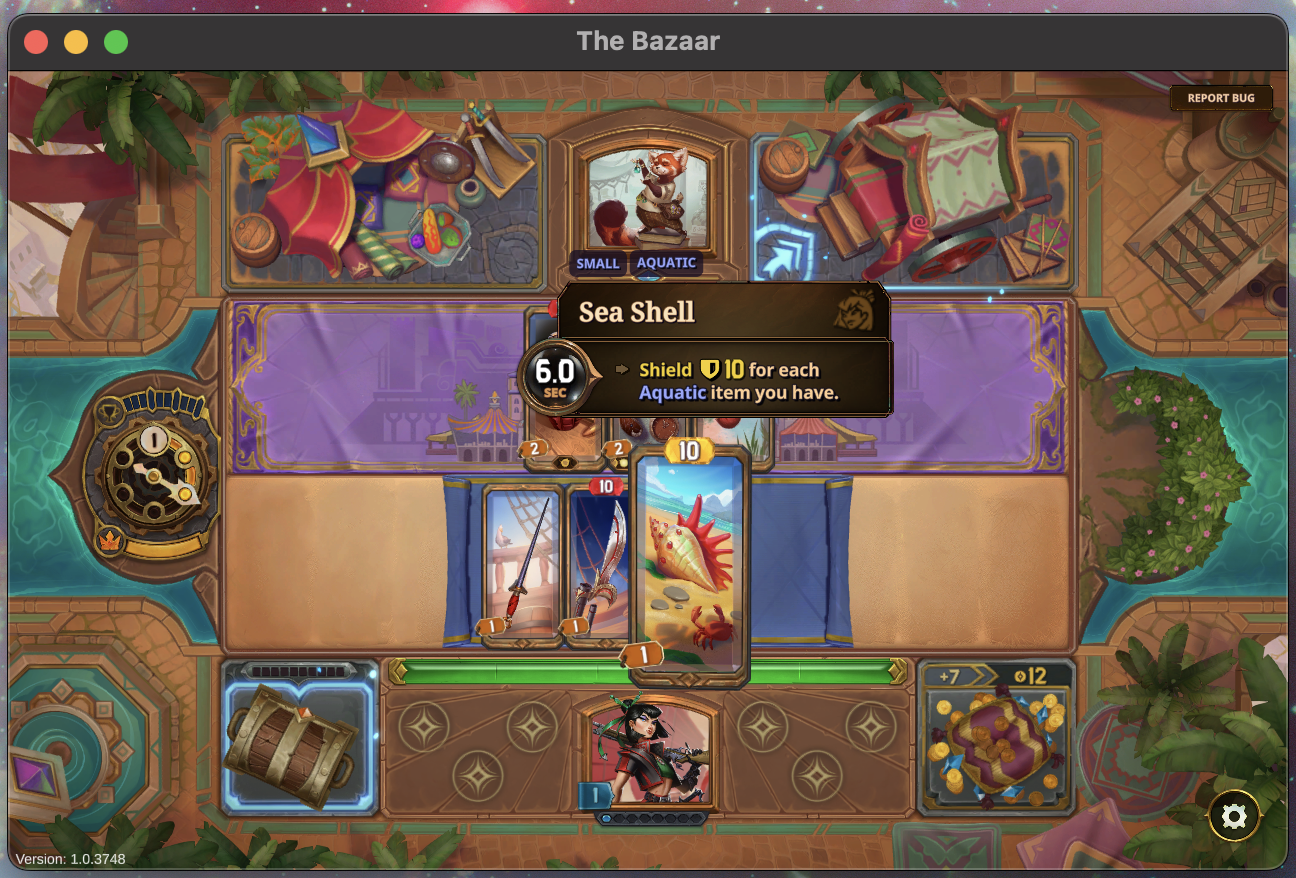 The Bazaar
REPORT BUG
SMALL AQUATIC
Sea Shell
6.0
SEC
Shield 10 for each
Aquatic item you have.
2
2
10
1
10
1
1
1
+7
12
1
Version: 1.0.3748